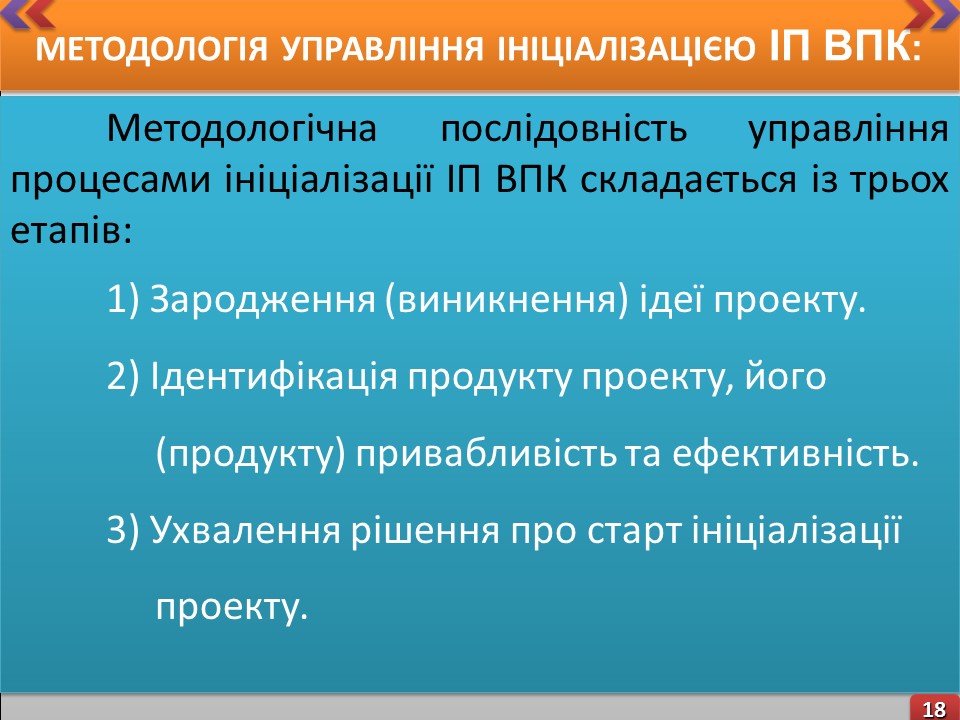 МЕТОДОЛОГІЯ УПРАВЛІННЯ ІНІЦІАЛІЗАЦІЄЮ ІП ВПК:
Методологічна послідовність управління
процесами ініціалізації ІП ВПК складається із трьох
етапів:
1) Зародження (виникнення) ідеї проекту.
2) Ідентифікація продукту проекту, його
(продукту) привабливість та ефективність.
3) Ухвалення рішення про старт ініціалізації
проекту.
18